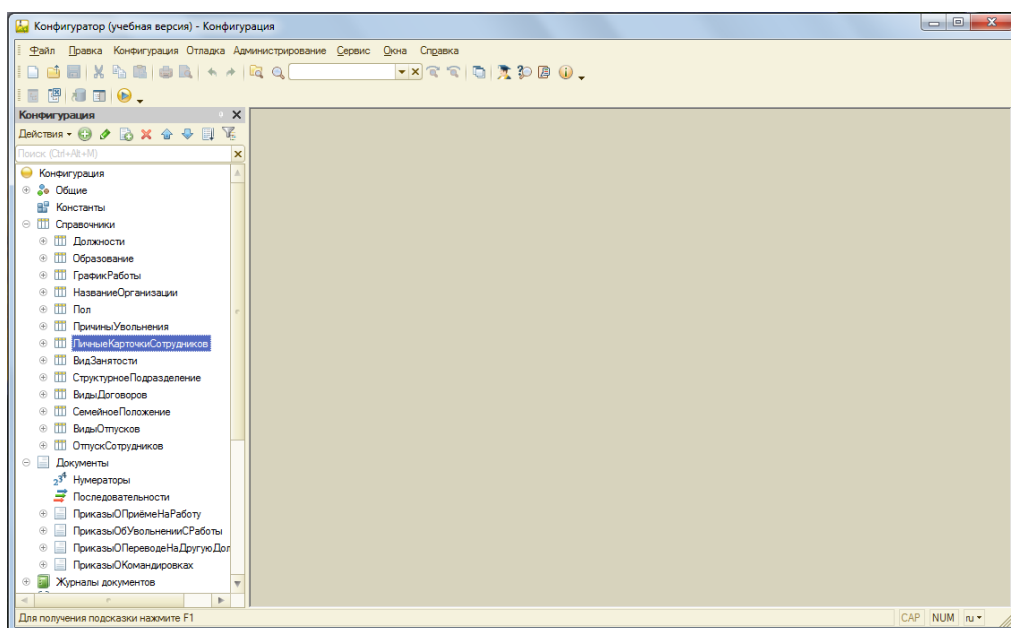 Конфигуратор (учебная версия) - Конфигурация
Файл Правка Конфигурация Отладка Администрирование Сервис Окна Справка
Конфигурация
Действия
Поиск (Ctrl+Alt+M)
Конфигурация
Общие
Константы
Справочники
Должности
Образование
ГрафикРаботы
НазваниеОрганизации
Пол
ПричиныУвольнения
ЛичныеКарточкиСотрудников
ВидЗанятости
СтруктурноеПодразделение
ВидыДоговоров
СемейноеПоложение
ВидыОтпусков
ОтпускСотрудников
Документы
Нумераторы
Последовательности
ПриказыОПриёмеНаРаботу
ПриказыОбУвольненииСРаботы
ПриказыОПереводеНаДругуюДол
ПриказыОКомандировках
Журналы документов
Для получения подсказки нажмите F1 CAP NUM ru